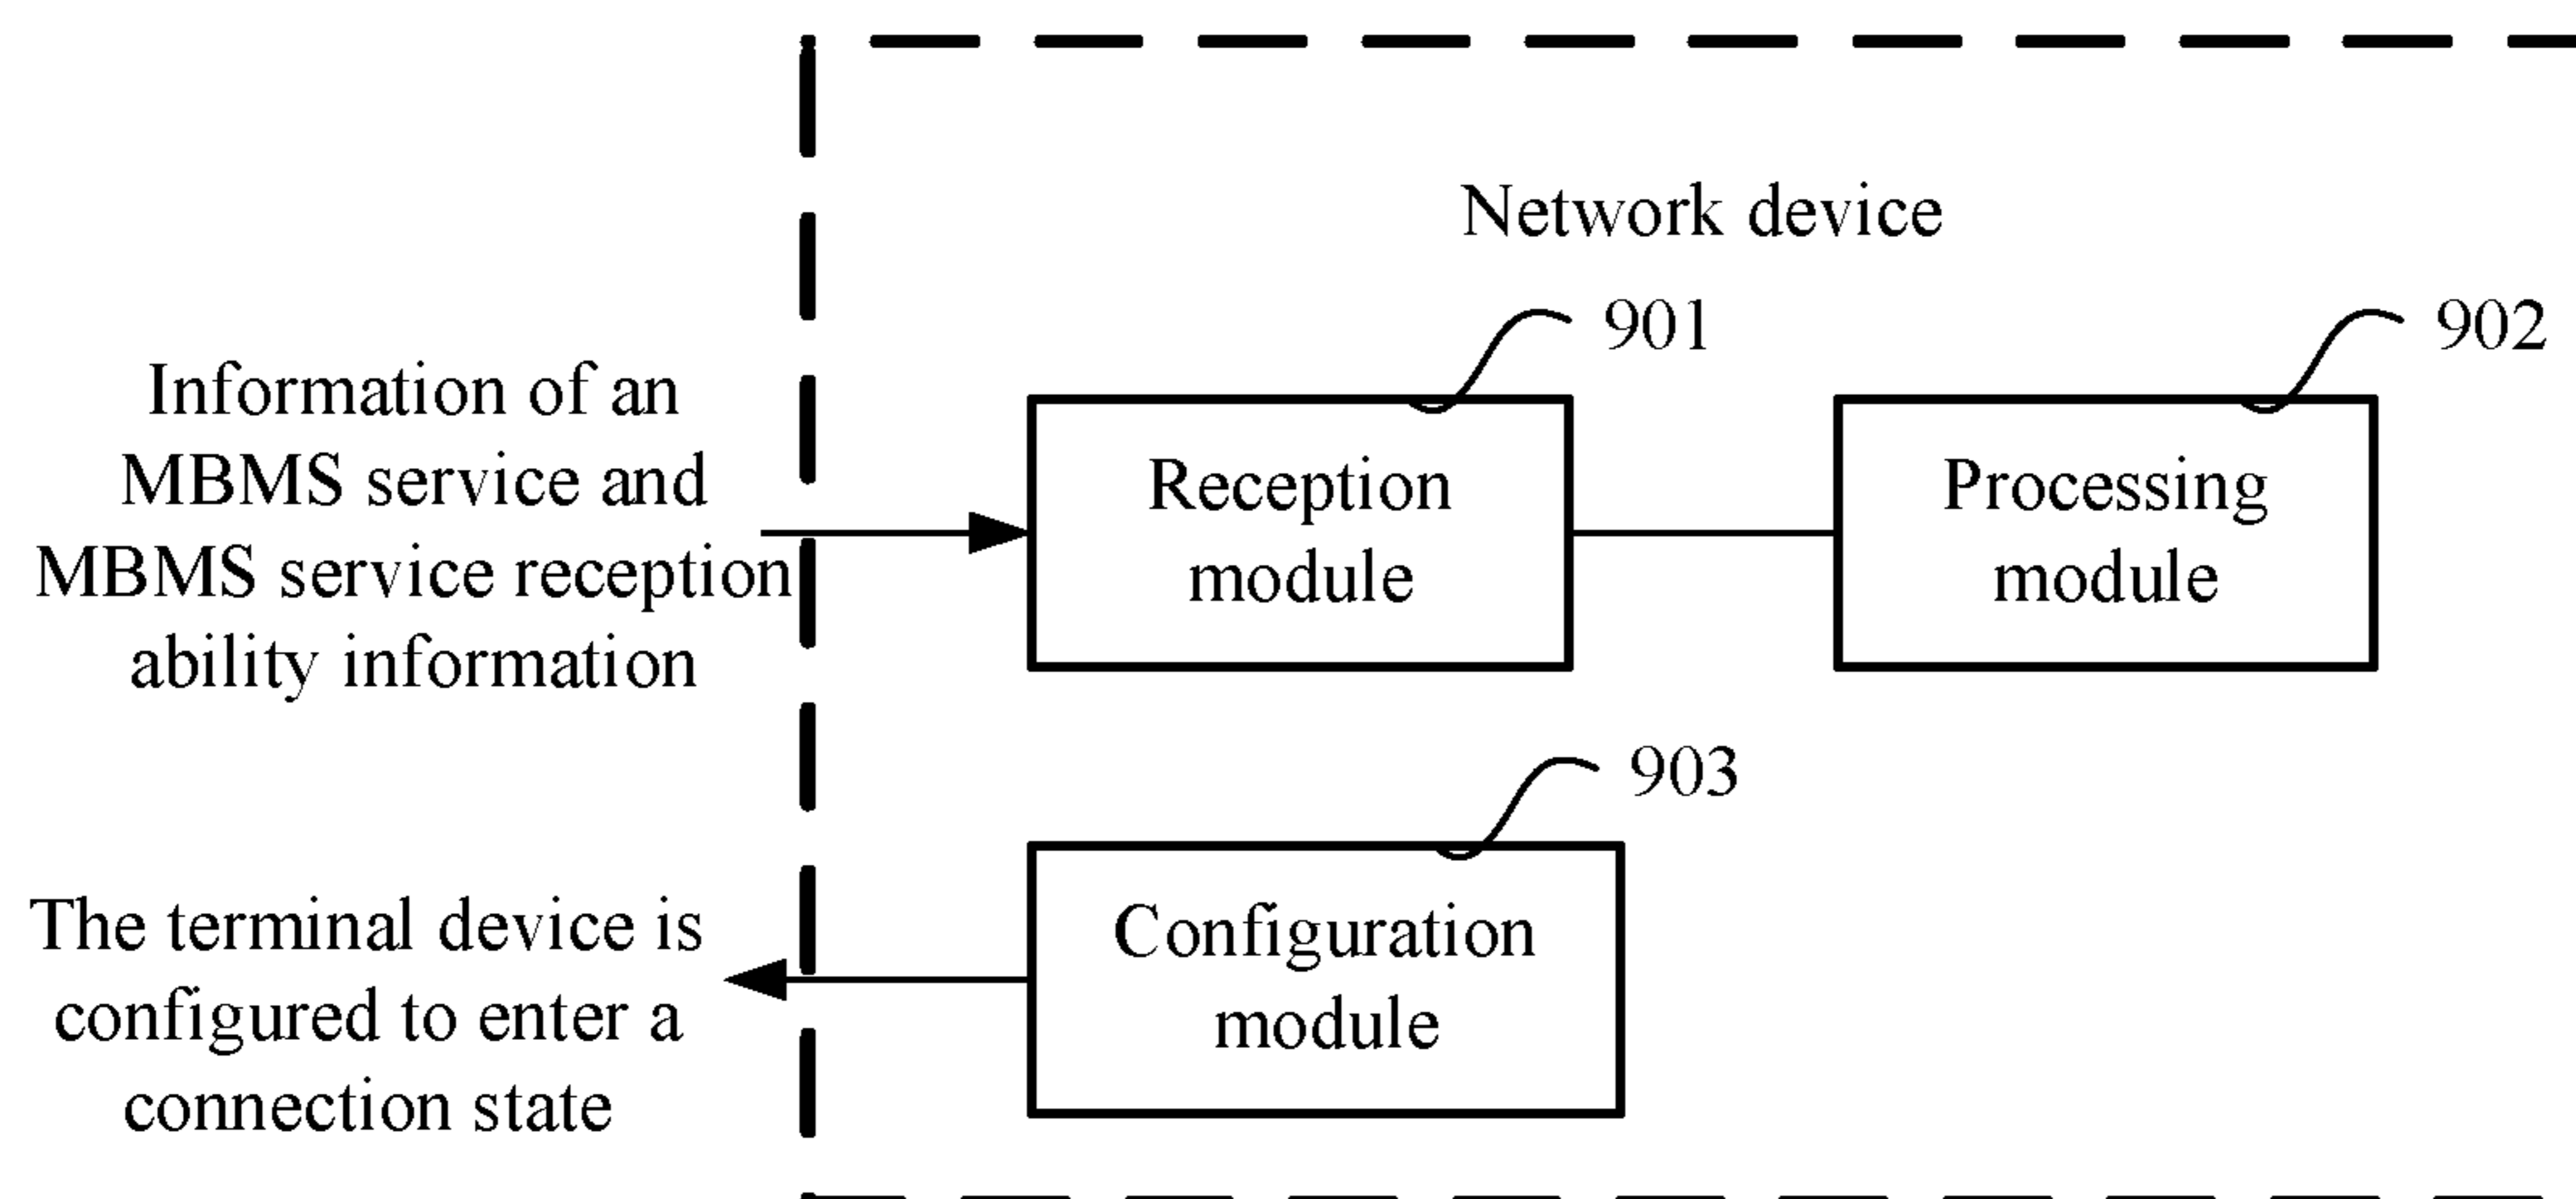 Network device
901
902
Information of an
MBMS service and
MBMS service reception
ability information
Reception
module
Processing
module
903
The terminal device is
configured to enter a
connection state
Configuration
module